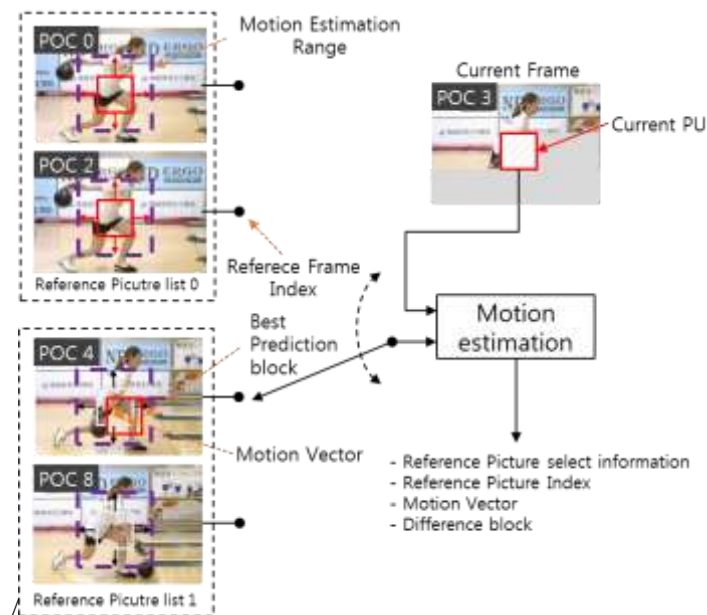 POC 0
Motion Estimation
Range
POC 2
Reference Picutre list 0
Referece Frame
Index
Current Frame
POC 3
Current PU
Motion
estimation
Best
Prediction
block
POC 4
Motion Vector
POC 8
Reference Picutre list 1
- Reference Picture select information
- Reference Picture Index
- Motion Vector
- Difference block